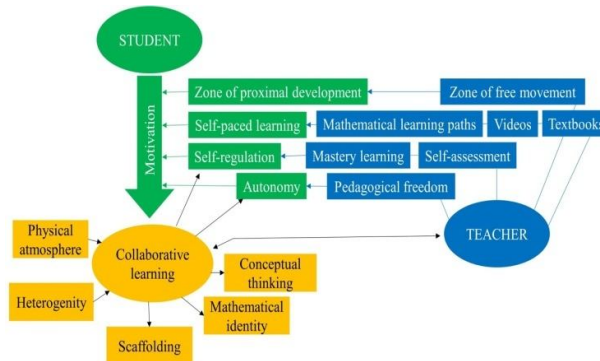 STUDENT
Zone of proximal development
Zone of free movement
Self-paced learning
Mathematical learning paths
Videos
Textbooks
Motivation
Self-regulation
Mastery learning
Self-assessment
Autonomy
Pedagogical freedom
Physical
atmosphere
Collaborative
learning
TEACHER
Conceptual
thinking
Heterogenity
Mathematical
identity
Scaffolding